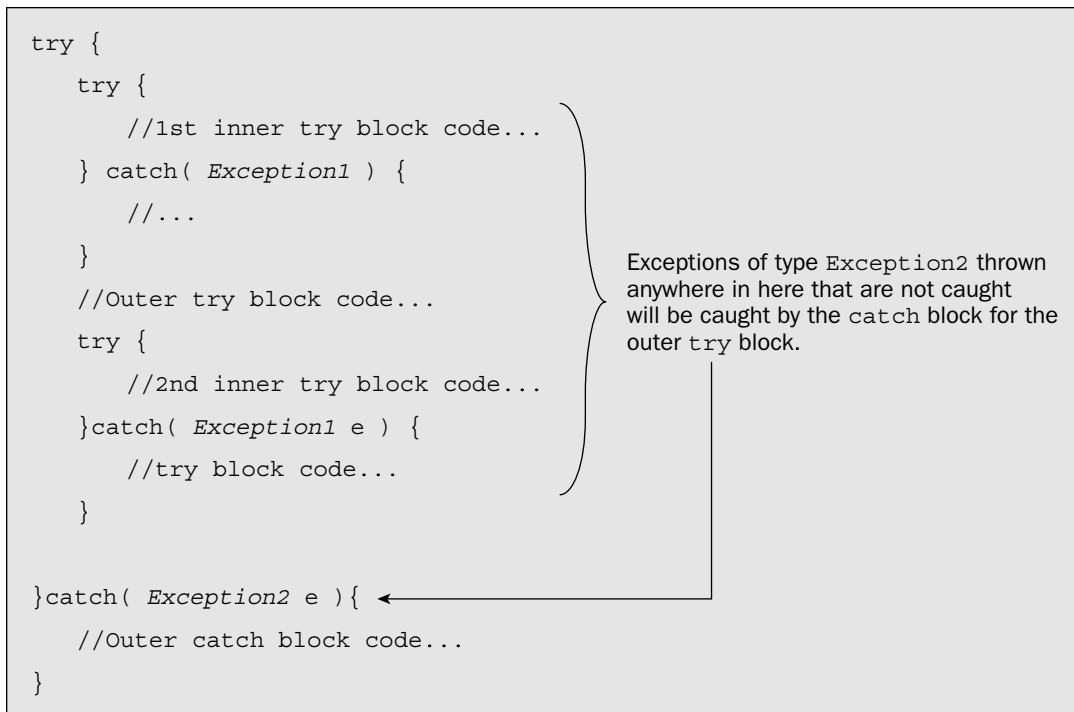 try {
try {
//1st inner try block code...
} catch( Exception1 ) {
//...
}
//Outer try block code...
try {
//2nd inner try block code...
}catch( Exception1 e ) {
//try block code...
}
}catch( Exception2 e ){
//Outer catch block code...
}
Exceptions of type Exception2 thrown
anywhere in here that are not caught
will be caught by the catch block for the
outer try block.